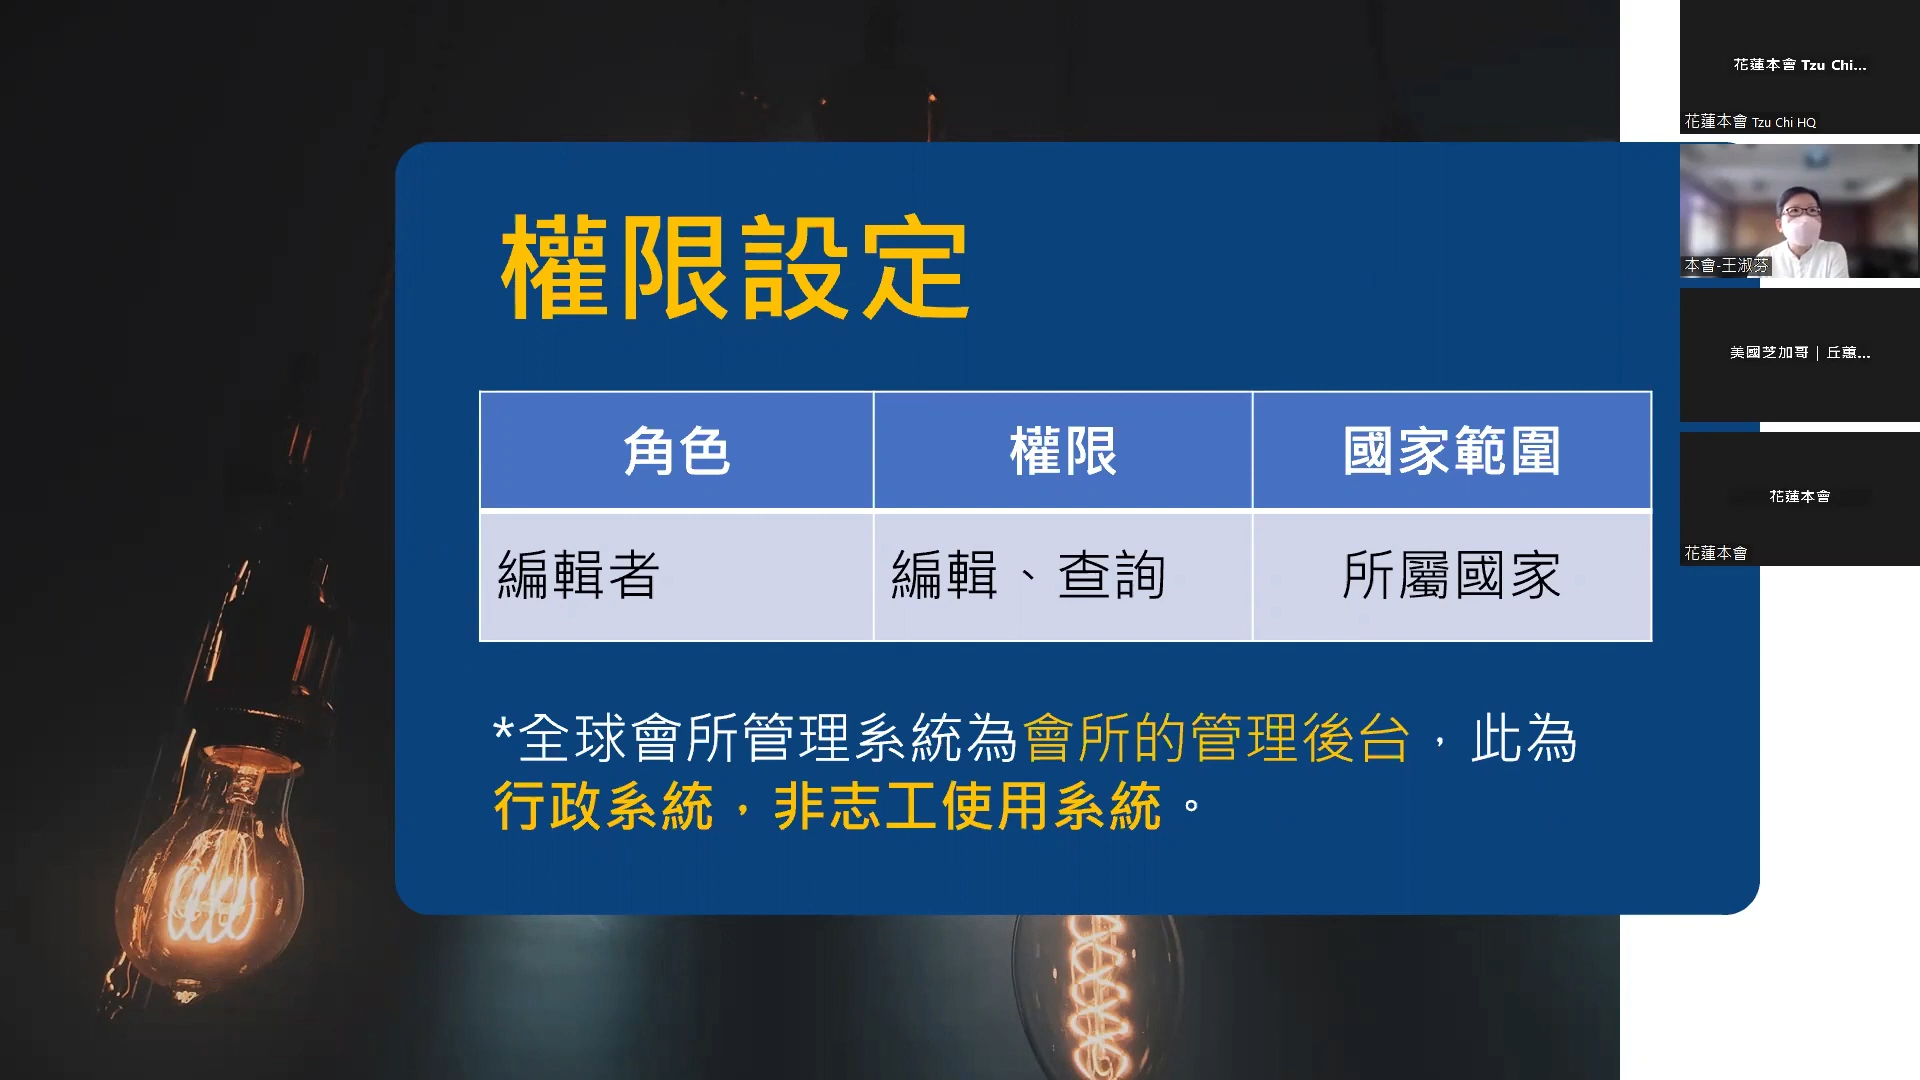 權限設定
角色 權限 國家範圍
編輯者 編輯、查詢 所屬國家
*全球會所管理系統為會所的管理後台，此為
行政系統，非志工使用系統。
花蓮本會 Tzu Chi...
花蓮本會 Tzu Chi HQ
本會-王淑芬
美國芝加哥｜丘蕙...
花蓮本會
花蓮本會